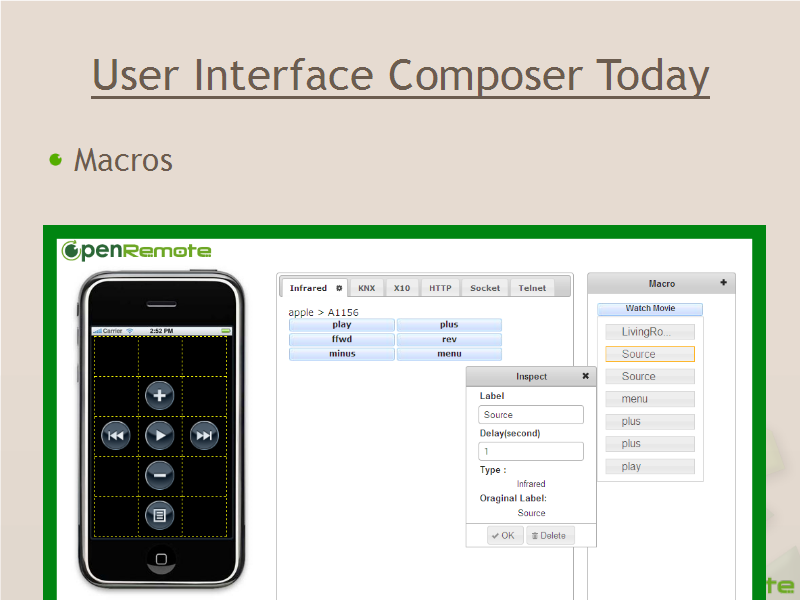 User Interface Composer Today
Macros
OpenRemote
Carrier 2:52 PM
Infrared KNX X10 HTTP Socket Telnet
apple > A1156
play plus
ffwd rev
minus menu
Inspect
Label
Source
Delay(second)
1
Type :
Infrared
Oraginal Label:
Source
OK Delete
Macro
Watch Movie
LivingRo...
Source
Source
menu
plus
plus
play
te